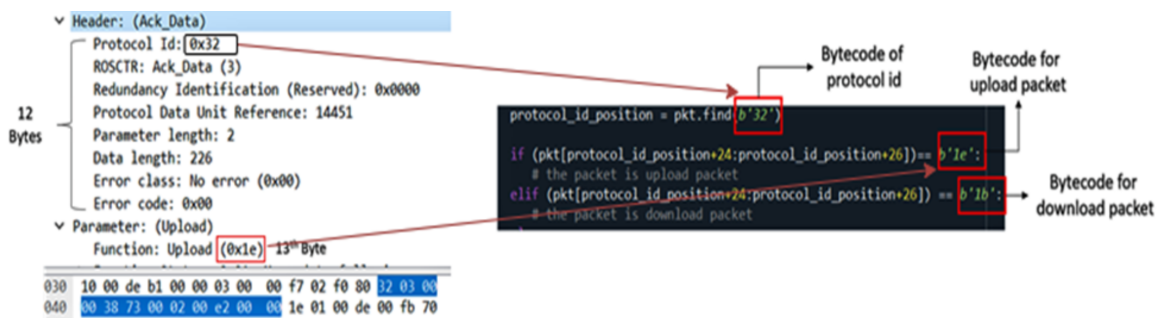 Header: (Ack_Data)
Protocol Id: 0x32
ROSCTR: Ack_Data (3)
Redundancy Identification (Reserved): 0x0000
Protocol Data Unit Reference: 14451
Parameter length: 2
Data length: 226
Error class: No error (0x00)
Error code: 0x00
Parameter: (Upload)
Function: Upload (0x1e) 13th Byte
12
Bytes
030 10 00 de b1 00 00 03 00 00 f7 02 f0 80 32 03 00
040 00 38 73 00 02 00 e2 00 00 1e 01 00 de 00 fb 70
Bytecode of
protocol id
Bytecode for
upload packet
protocol_id_position = pkt.find(b'32')
if (pkt[protocol_id_position+24:protocol_id_position+26])== b'1e':
# the packet is upload packet
elif (pkt[protocol_id_position+24:protocol_id_position+26]) == b'1b':
# the packet is download packet
Bytecode for
download packet